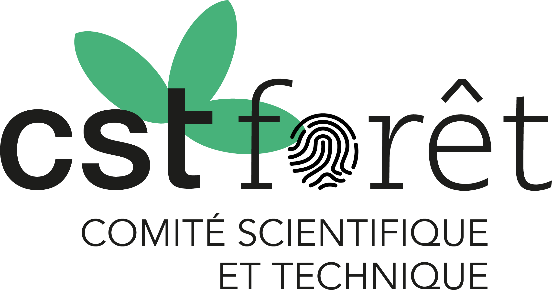 cst forêt
COMITÉ SCIENTIFIQUE
ET TECHNIQUE